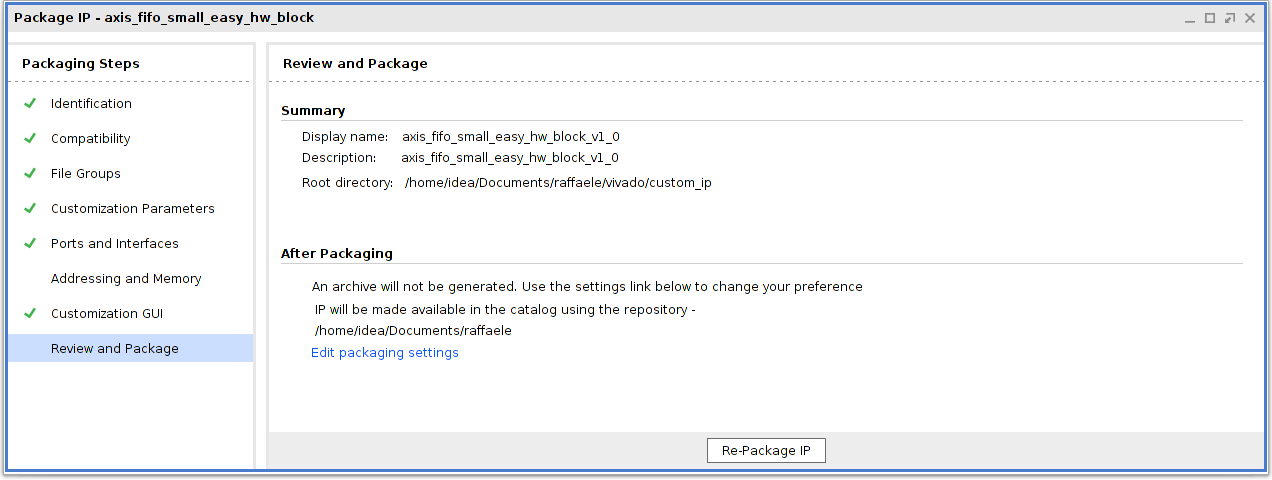 Package IP - axis_fifo_small_easy_hw_block
Packaging Steps
Identification
Compatibility
File Groups
Customization Parameters
Ports and Interfaces
Addressing and Memory
Customization GUI
Review and Package
Review and Package
Summary
Display name: axis_fifo_small_easy_hw_block_v1_0
Description: axis_fifo_small_easy_hw_block_v1_0
Root directory: /home/idea/Documents/raffaele/vivado/custom_ip
After Packaging
An archive will not be generated. Use the settings link below to change your preference
IP will be made available in the catalog using the repository -
/home/idea/Documents/raffaele
Edit packaging settings
Re-Package IP